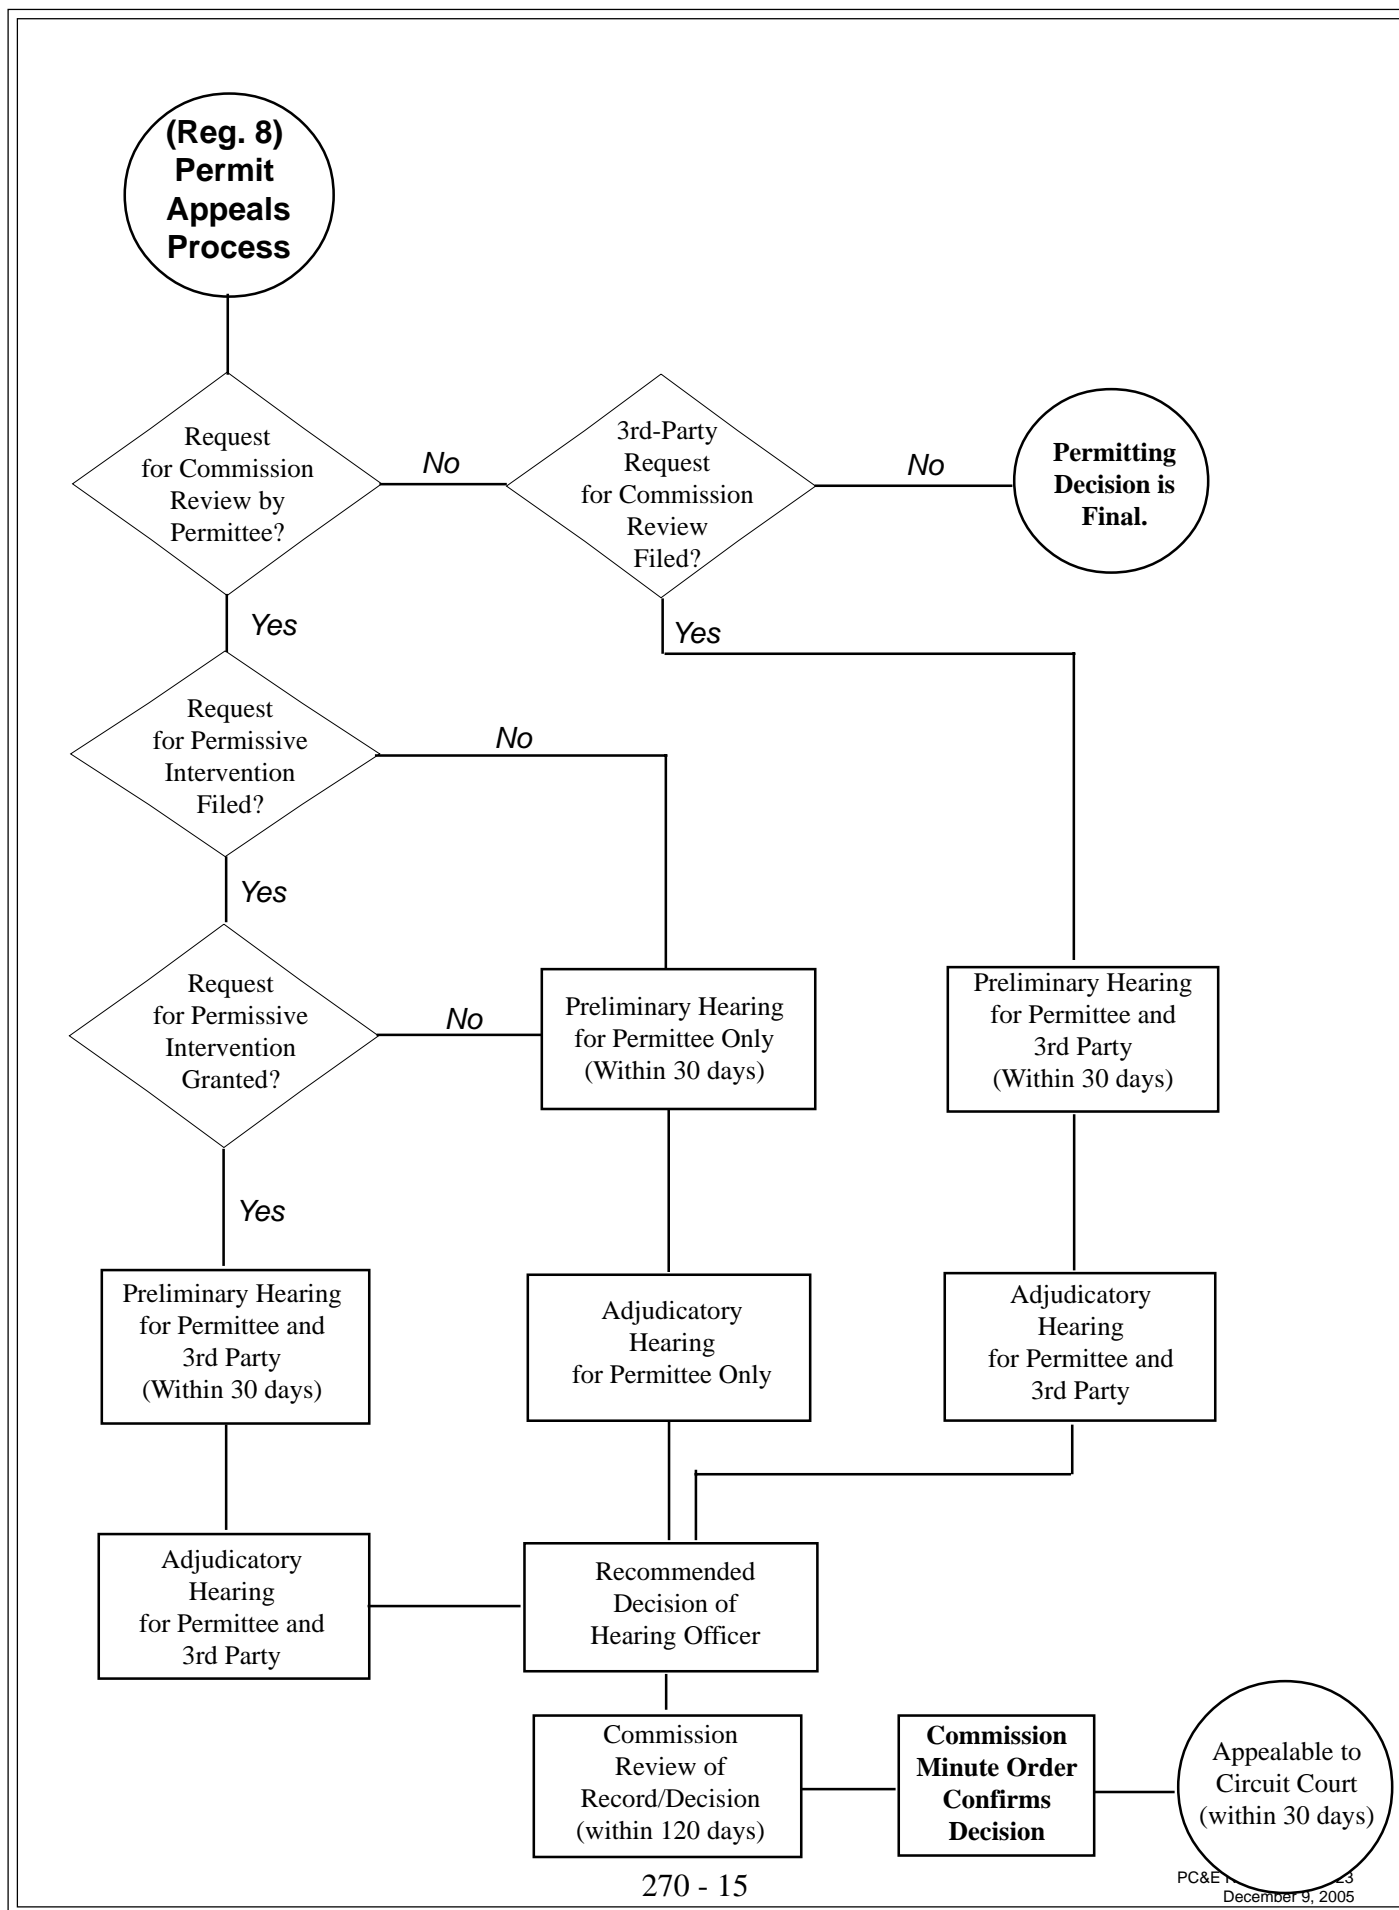 (Reg. 8)
Permit
Appeals
Process
Request
for Commission
Review by
Permittee?
No
3rd-Party
Request
for Commission
Review
Filed?
No
Permitting
Decision is
Final.
Yes
Yes
Request
for Permissive
Intervention
Filed?
No
Yes
Request
for Permissive
Intervention
Granted?
No
Preliminary Hearing
for Permittee Only
(Within 30 days)
Preliminary Hearing
for Permittee and
3rd Party
(Within 30 days)
Yes
Preliminary Hearing
for Permittee and
3rd Party
(Within 30 days)
Adjudicatory
Hearing
for Permittee Only
Adjudicatory
Hearing
for Permittee and
3rd Party
Adjudicatory
Hearing
for Permittee and
3rd Party
Recommended
Decision of
Hearing Officer
Commission
Review of
Record/Decision
(within 120 days)
Commission
Minute Order
Confirms
Decision
Appealable to
Circuit Court
(within 30 days)
270 - 15
PC&E 23
December 9, 2005